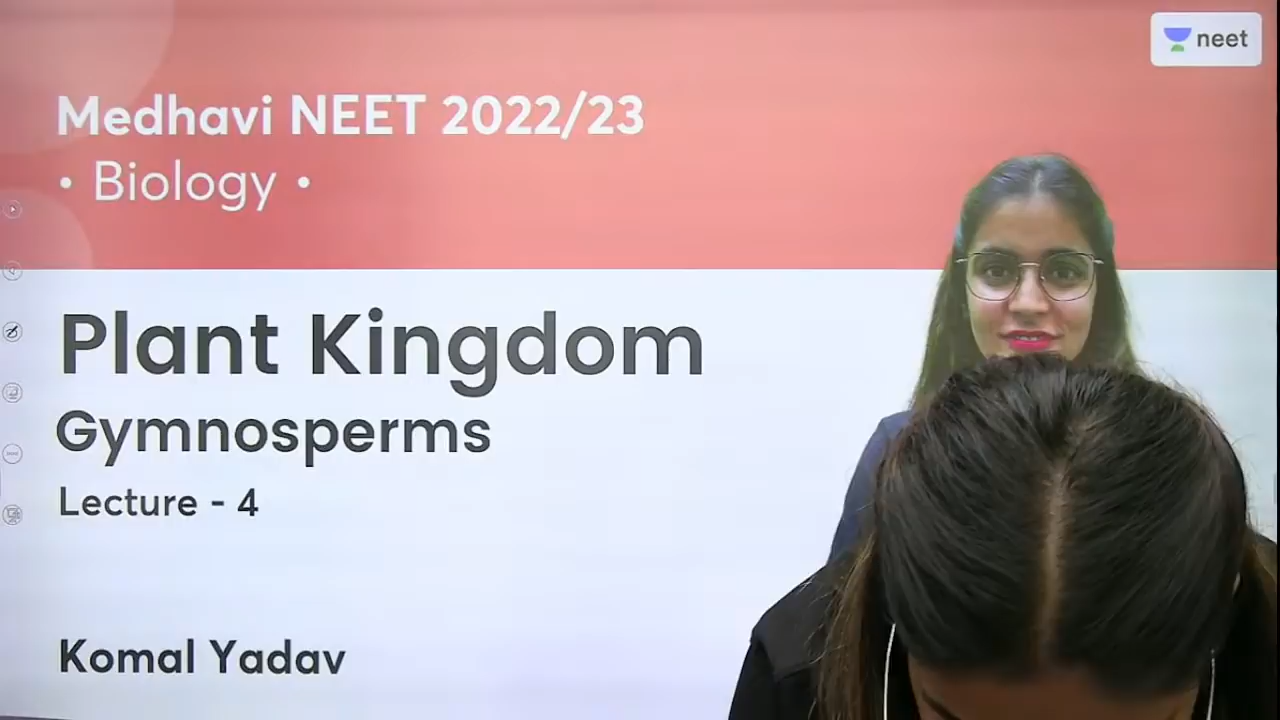 neet
Medhavi NEET 2022/23
• Biology •
Plant Kingdom
Gymnosperms
Lecture - 4
Komal Yadav